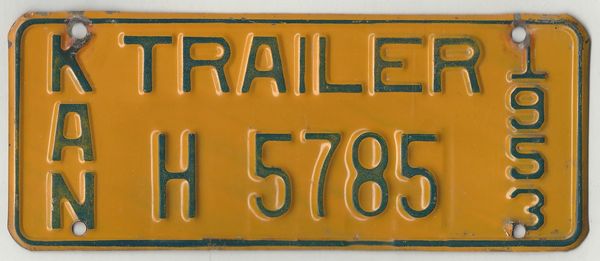 KAN
TRAILER
H 5785
1953